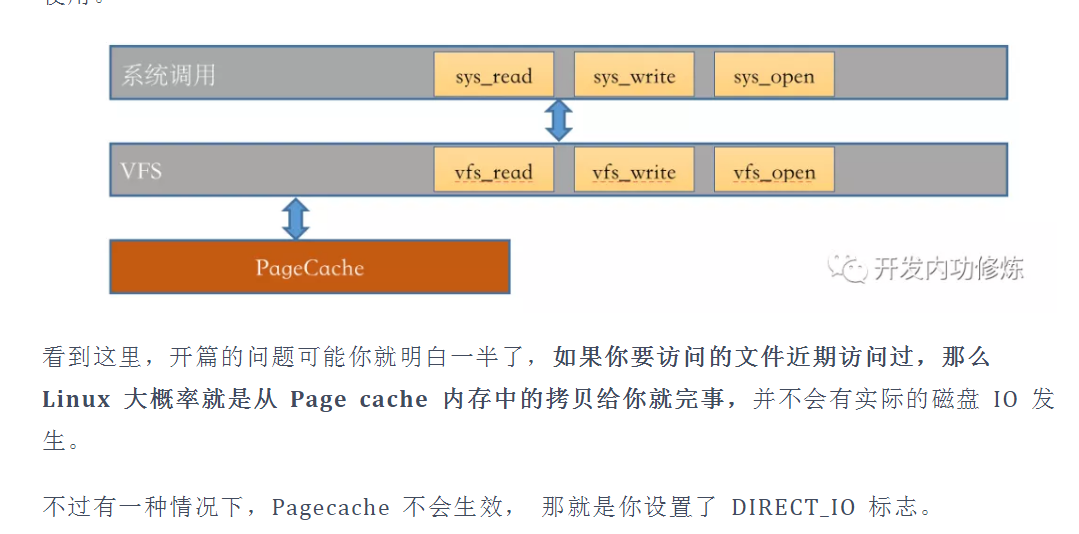 系统调用 sys_read sys_write sys_open
VFS vfs_read vfs_write vfs_open
PageCache
开发内功修炼
看到这里，开篇的问题可能你就明白一半了，如果你要访问的文件近期访问过，那么
Linux 大概率就是从 Page cache 内存中的拷贝给你就完事，并不会有实际的磁盘 IO 发
生。
不过有一种情况下，Pagecache 不会生效， 那就是你设置了 DIRECT_IO 标志。